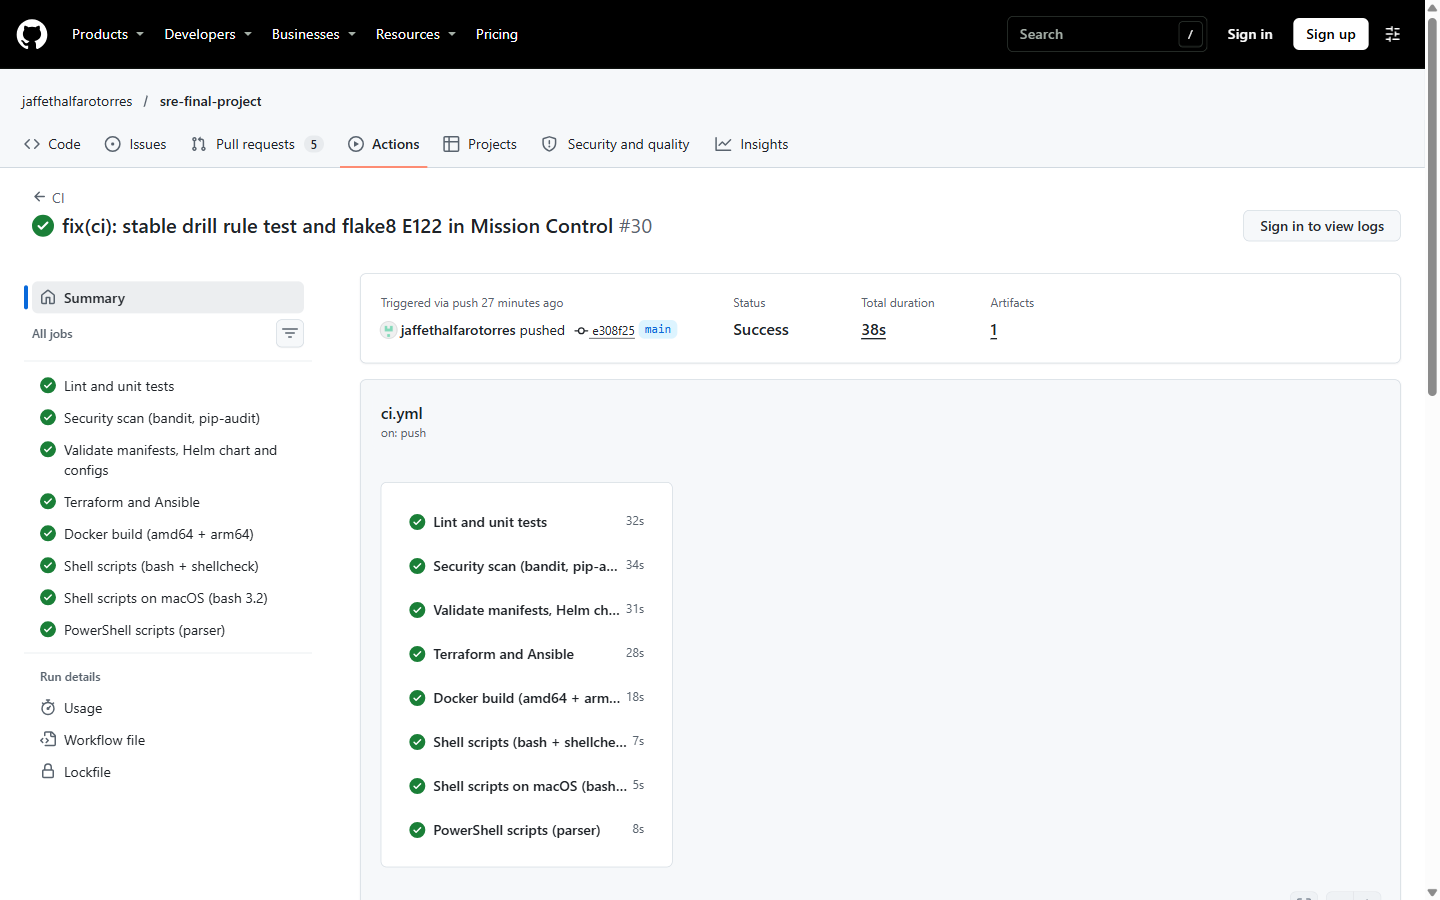 Products Developers Businesses Resources Pricing Search / Sign in Sign up
jaffethalfarotorres / sre-final-project
Code Issues Pull requests 5 Actions Projects Security and quality Insights
CI
fix(ci): stable drill rule test and flake8 E122 in Mission Control #30
Sign in to view logs
Summary
All jobs
Lint and unit tests
Security scan (bandit, pip-audit)
Validate manifests, Helm chart and
configs
Terraform and Ansible
Docker build (amd64 + arm64)
Shell scripts (bash + shellcheck)
Shell scripts on macOS (bash 3.2)
PowerShell scripts (parser)
Run details
Usage
Workflow file
Lockfile
Triggered via push 27 minutes ago
jaffethalfarotorres pushed e308f25 main
Status
Success
Total duration
38s
Artifacts
1
ci.yml
on: push
Lint and unit tests 32s
Security scan (bandit, pip-a... 34s
Validate manifests, Helm ch... 31s
Terraform and Ansible 28s
Docker build (amd64 + arm... 18s
Shell scripts (bash + shellche... 7s
Shell scripts on macOS (bash... 5s
PowerShell scripts (parser) 8s